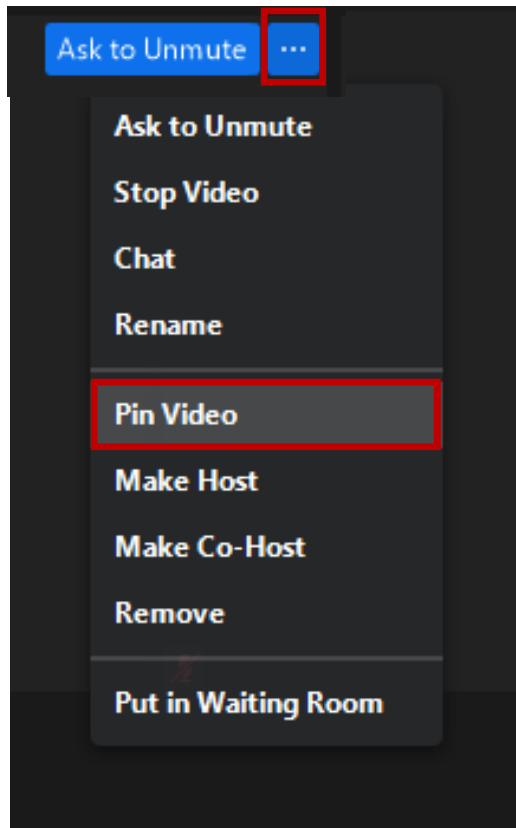 Ask to Unmute ...
Ask to Unmute
Stop Video
Chat
Rename
Pin Video
Make Host
Make Co-Host
Remove
Put in Waiting Room